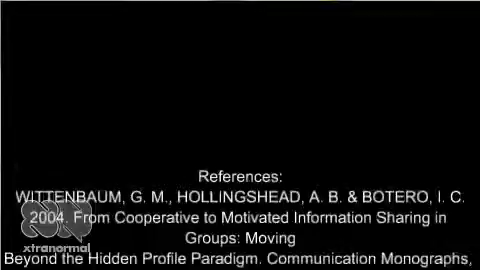 References:
WITTENBAUM, G. M., HOLLINGSHEAD, A. B. & BOTERO, I. C.
2004. From Cooperative to Motivated Information Sharing in
Groups: Moving
Beyond the Hidden Profile Paradigm. Communication Monographs,
xtranormal